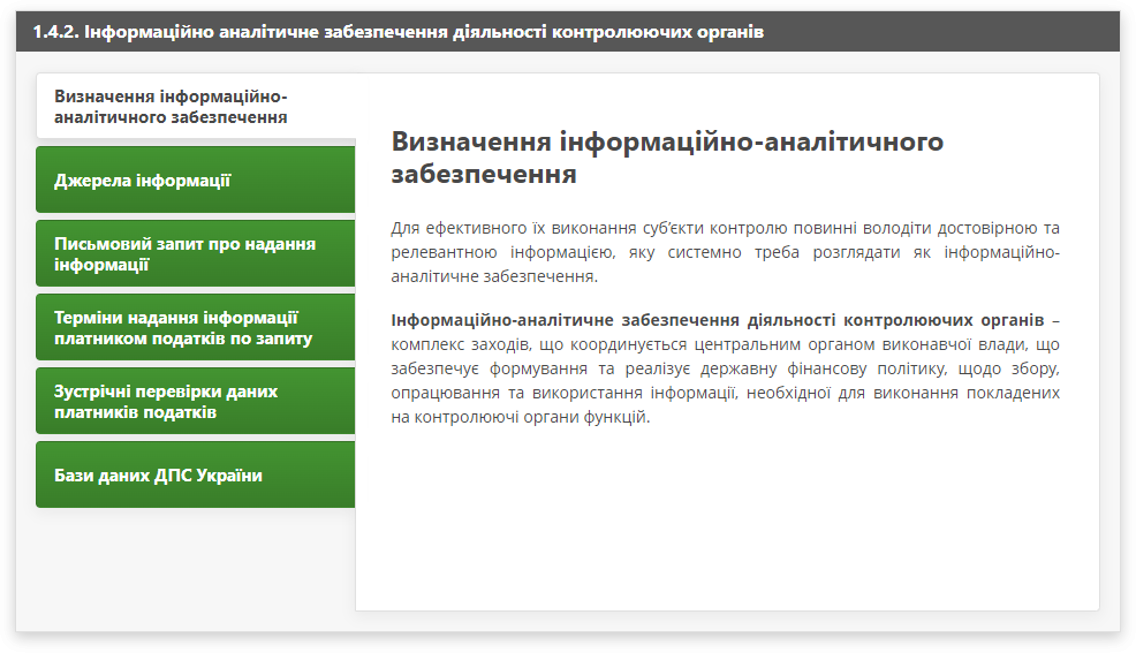 1.4.2. Інформаційно аналітичне забезпечення діяльності контролюючих органів
Визначення інформаційно-
аналітичного забезпечення
Джерела інформації
Письмовий запит про надання
інформації
Терміни надання інформації
платником податків по запиту
Зустрічні перевірки даних
платників податків
Бази даних ДПС України
Визначення інформаційно-аналітичного
забезпечення
Для ефективного їх виконання суб’єкти контролю повинні володіти достовірною та
релевантною інформацією, яку системно треба розглядати як інформаційно-
аналітичне забезпечення.
Інформаційно-аналітичне забезпечення діяльності контролюючих органів –
комплекс заходів, що координується центральним органом виконавчої влади, що
забезпечує формування та реалізує державну фінансову політику, щодо збору,
опрацювання та використання інформації, необхідної для виконання покладених
на контролюючі органи функцій.